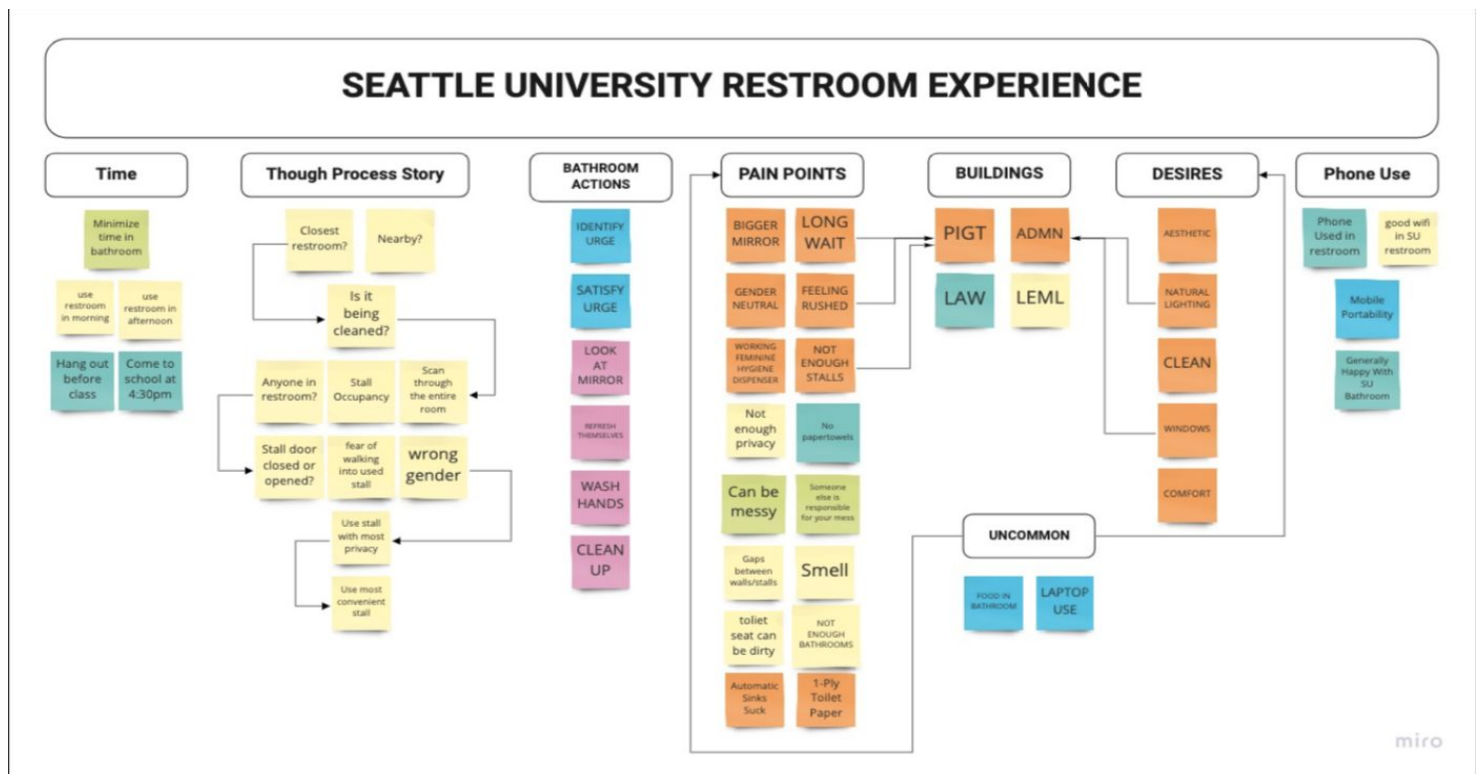 SEATTLE UNIVERSITY RESTROOM EXPERIENCE
Time
Minimize
time in
bathroom
use
restroom
in morning
use
restroom in
afternoon
Hang out
before
class
Come to
school at
4:30pm
Though Process Story
Closest
restroom?
Nearby?
Is it
being
cleaned?
Anyone in
restroom?
Stall
Occupancy
Scan
through
the entire
room
Stall door
closed or
opened?
fear of
walking
into used
stall
wrong
gender
Use stall
with most
privacy
Use most
convenient
stall
BATHROOM
ACTIONS
IDENTIFY
URGE
SATISFY
URGE
LOOK
AT
MIRROR
REFRESH
THEMSELVES
WASH
HANDS
CLEAN
UP
PAIN POINTS
BIGGER
MIRROR
LONG
WAIT
GENDER
NEUTRAL
FEELING
RUSHED
WORKING
FEMININE
HYGIENE
DISPENSER
NOT
ENOUGH
STALLS
Not
enough
privacy
No
papertowels
Can be
messy
Someone
else is
responsible
for your mess
Gaps
between
walls/stalls
Smell
toliet
seat can
be dirty
NOT
ENOUGH
BATHROOMS
Automatic
Sinks
Suck
1-Ply
Toilet
Paper
BUILDINGS
PIGT
ADMN
LAW
LEML
DESIRES
AESTHETIC
NATURAL
LIGHTING
CLEAN
WINDOWS
COMFORT
UNCOMMON
FOOD IN
BATHROOM
LAPTOP
USE
Phone Use
Phone
Used in
restroom
good wifi
in SU
restroom
Mobile
Portability
Generally
Happy With
SU
Bathroom
miro